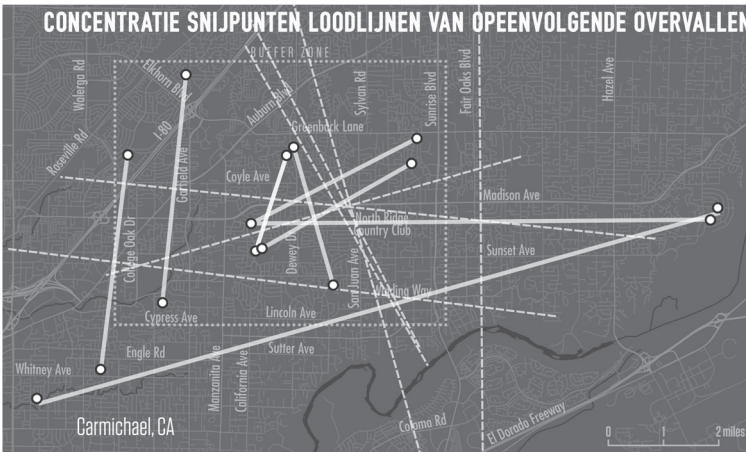 CONCENTRATIE SNIJPUNTEN LOODLIJNEN VAN OPEENVOLGENDE OVERVALLEN
BUFFER ZONE
Walerga Rd
Elkhorn Blvd
Auburn Blvd
Sylvan Rd
Sunrise Blvd
Fair Oaks Blvd
Hazel Ave
Roseville Rd
I-80
Garfield Ave
Greenback Lane
Coyle Ave
Madison Ave
North Ridge
Country Club
College Oak Dr
Dewey D
San Juan Ave
Sunset Ave
Winding Way
Cypress Ave
Lincoln Ave
Engle Rd
Sutter Ave
Whitney Ave
Manzanita Ave
California Ave
Carmichael, CA
Coloma Rd
El Dorado Freeway
0 1 2 miles